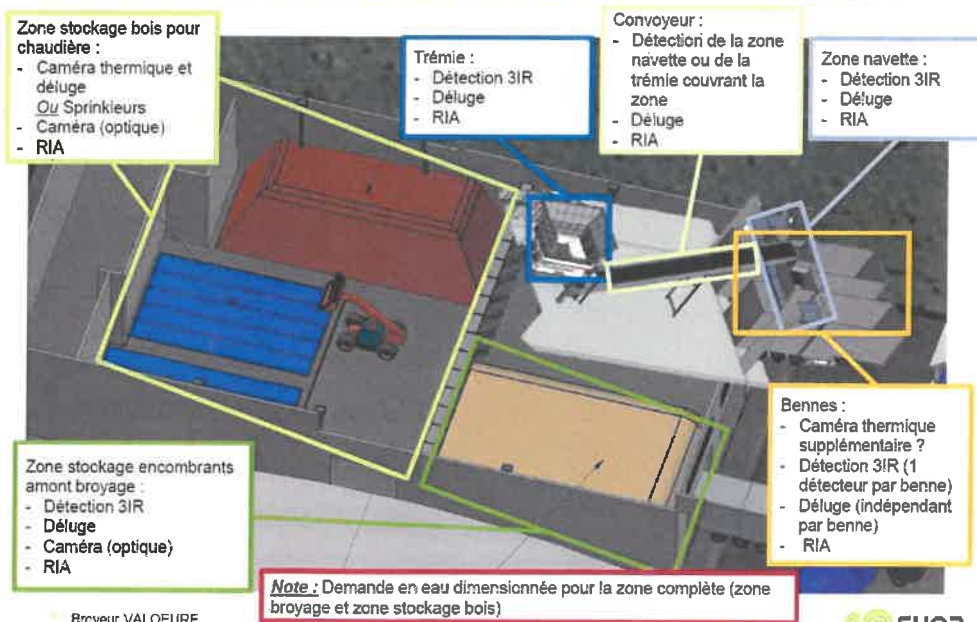 Zone stockage bois pour
chaudière :
- Caméra thermique et
déluge
Ou Sprinkleurs
- Caméra (optique)
- RIA
Trémie :
- Détection 3IR
- Déluge
- RIA
Convoyeur :
- Détection de la zone
navette ou de la
trémie couvrant la
zone
- Déluge
- RIA
Zone navette :
- Détection 3IR
- Déluge
- RIA
Zone stockage encombrants
amont broyage :
- Détection 3IR
- Déluge
- Caméra (optique)
- RIA
Bennes :
- Caméra thermique
supplémentaire ?
- Détection 3IR (1
détecteur par benne)
- Déluge (indépendant
par benne)
- RIA
Note : Demande en eau dimensionnée pour la zone complète (zone
broyage et zone stockage bois)
Broyeur VALOEURE